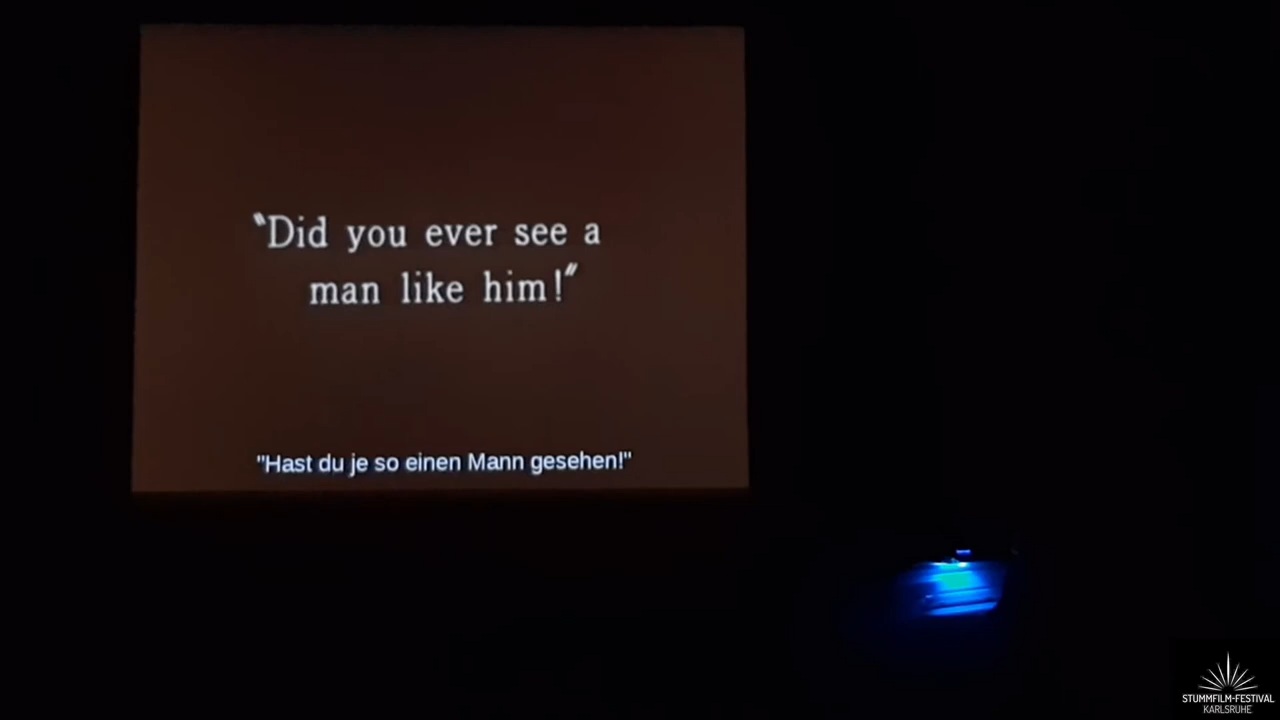 "Did you ever see a
man like him!"
"Hast du je so einen Mann gesehen!"
STUMMFILM-FESTIVAL
KARLSRUHE